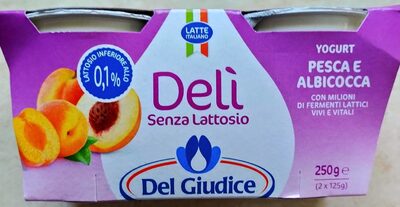 LATTE
ITALIANO
LATTOSIO INFERIORE ALLO
0,1%
Delì
Senza Lattosio
Del Giudice
YOGURT
PESCA E
ALBICOCCA
CON MILIONI
DI FERMENTI LATTICI
VIVI E VITALI
250g e
(2 x 125g)